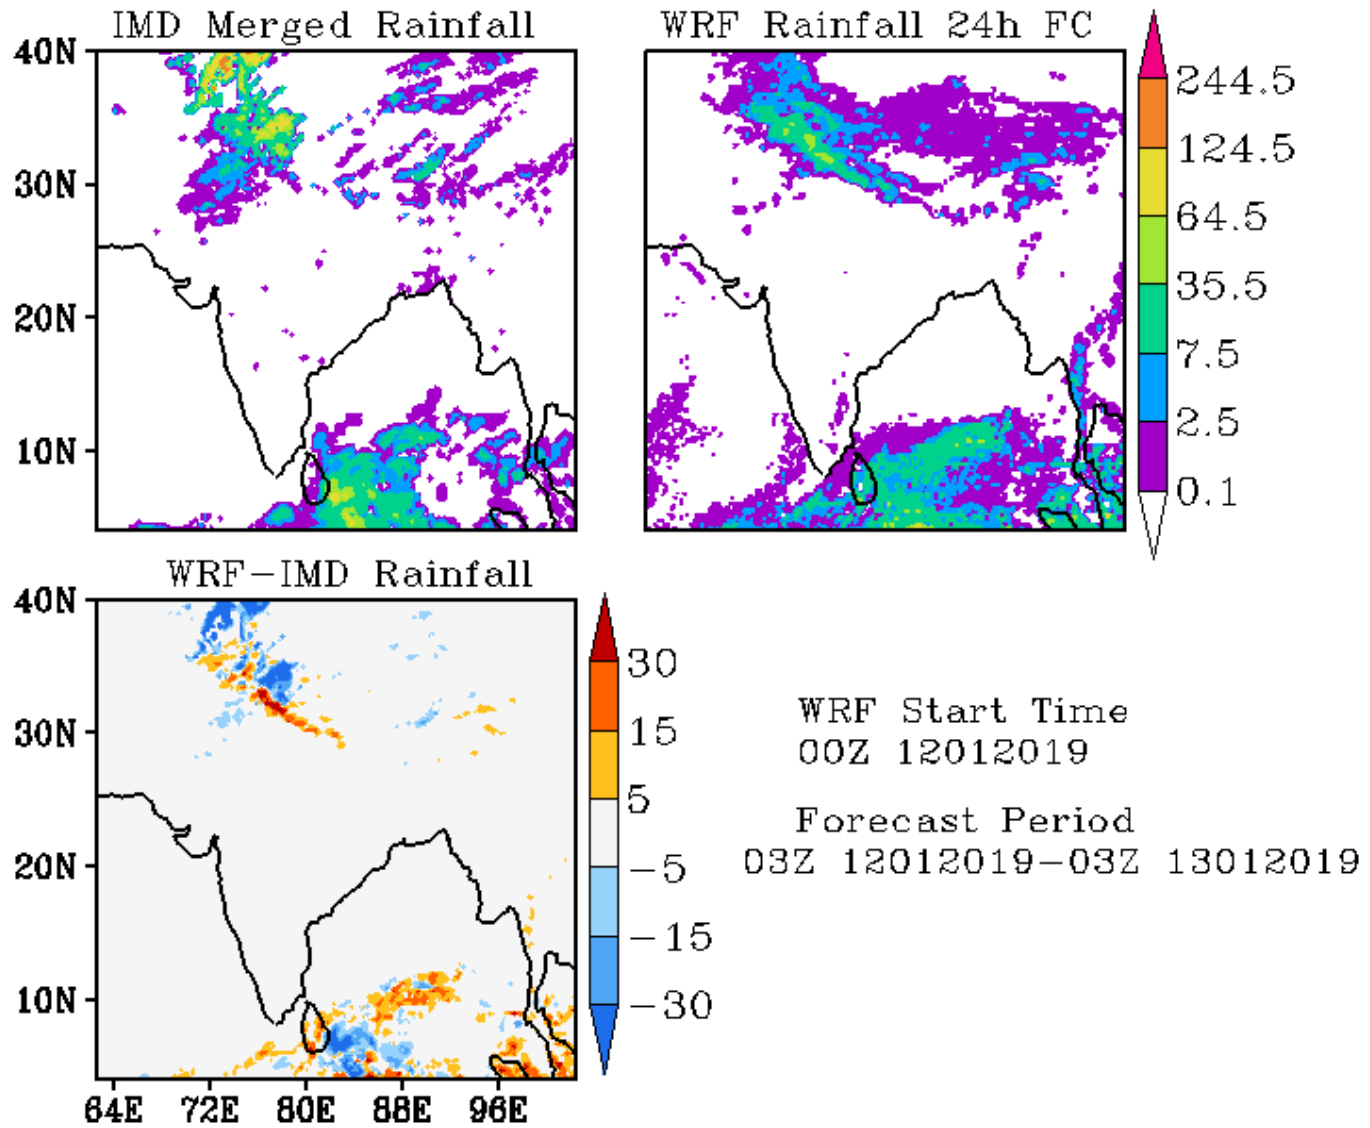 IMD Merged Rainfall
WRF Rainfall 24h FC
40N
30N
20N
10N
244.5
124.5
64.5
35.5
7.5
2.5
0.1
WRF-IMD Rainfall
40N
30N
20N
10N
64E 72E 80E 88E 96E
30
15
5
-5
-15
-30
WRF Start Time
00Z 12012019
Forecast Period
03Z 12012019-03Z 13012019